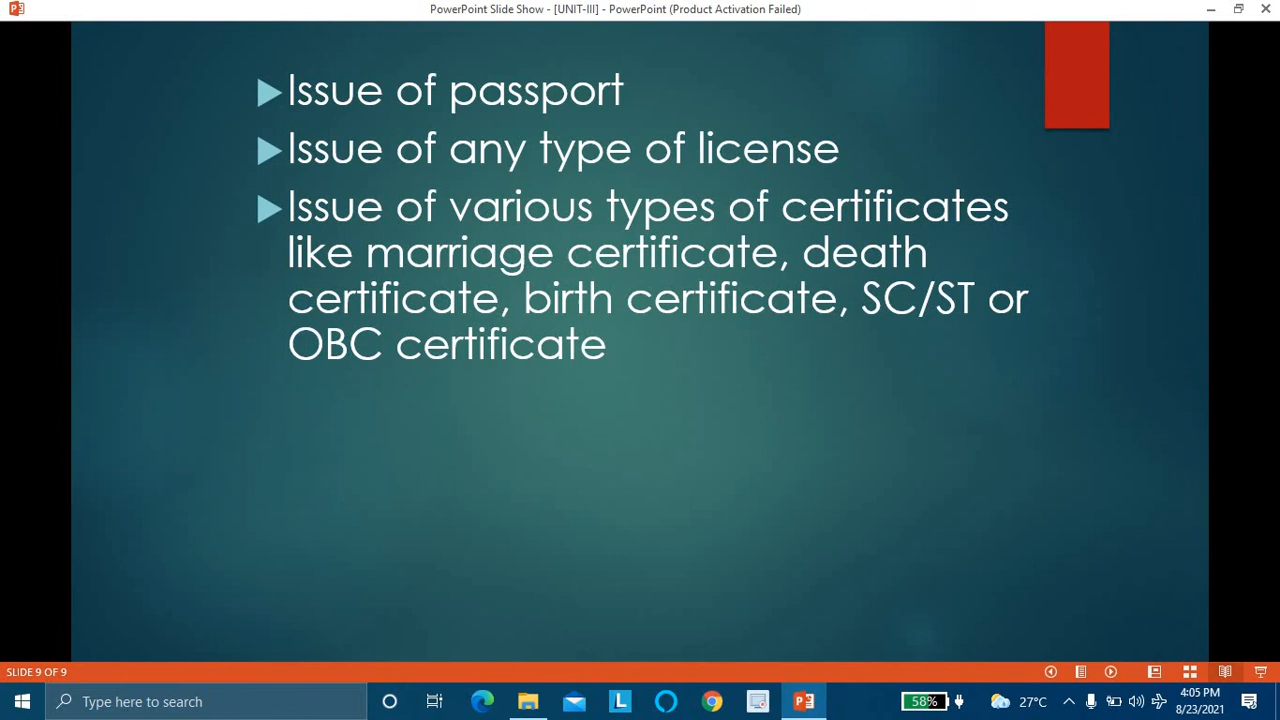 PowerPoint Slide Show - [UNIT-III] - PowerPoint (Product Activation Failed)
Issue of passport
Issue of any type of license
Issue of various types of certificates
like marriage certificate, death
certificate, birth certificate, SC/ST or
OBC certificate
SLIDE 9 OF 9
Type here to search
58%
27°C
4:05 PM
8/23/2021